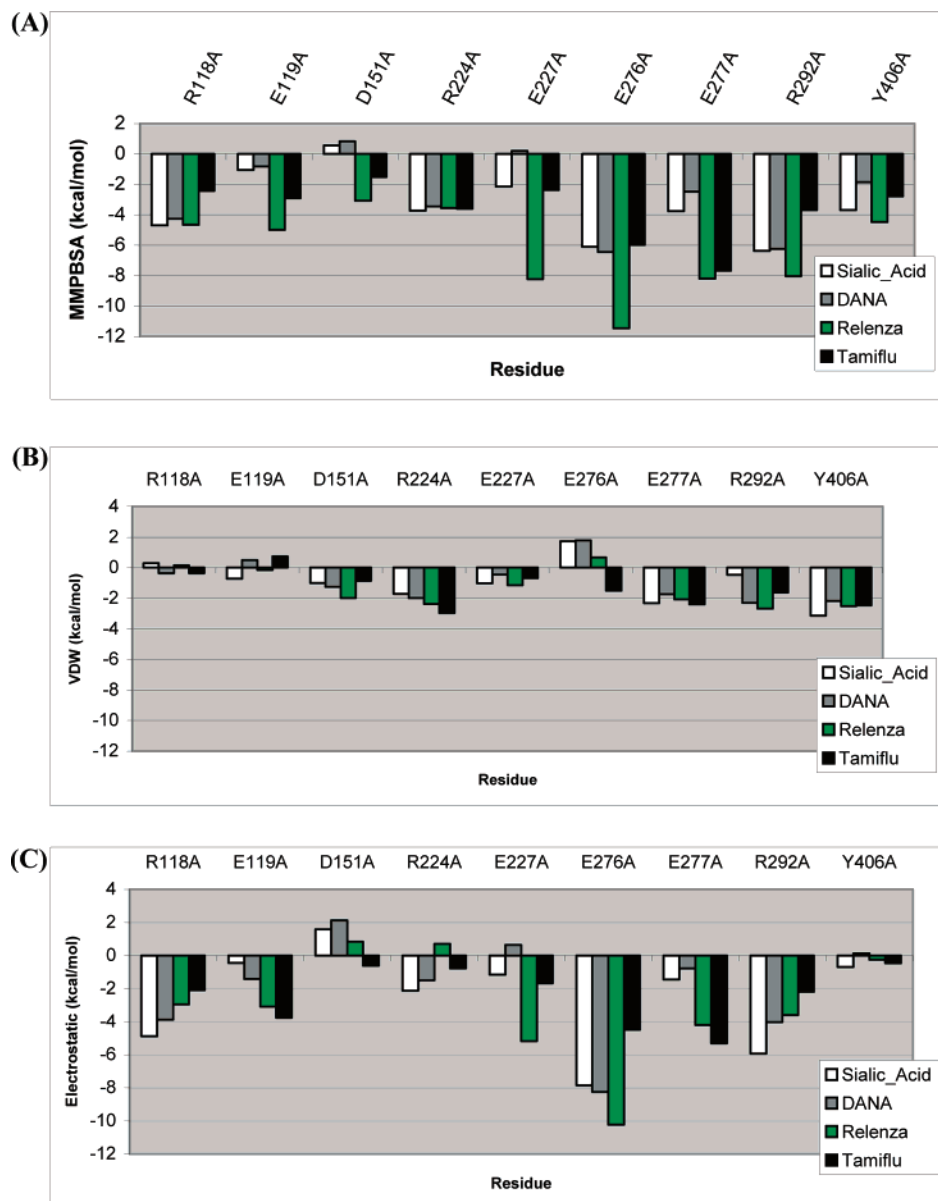 (A)
R118A E119A D151A R224A E227A E276A E277A R292A Y406A
2
0
-2
-4
-6
-8
-10
-12
MMPBSA (kcal/mol)
Residue
Sialic_Acid
DANA
Relenza
Tamiflu
(B)
R118A E119A D151A R224A E227A E276A E277A R292A Y406A
4
2
0
-2
-4
-6
-8
-10
-12
VDW (kcal/mol)
Residue
Sialic_Acid
DANA
Relenza
Tamiflu
(C)
R118A E119A D151A R224A E227A E276A E277A R292A Y406A
4
2
0
-2
-4
-6
-8
-10
-12
Electrostatic (kcal/mol)
Residue
Sialic_Acid
DANA
Relenza
Tamiflu